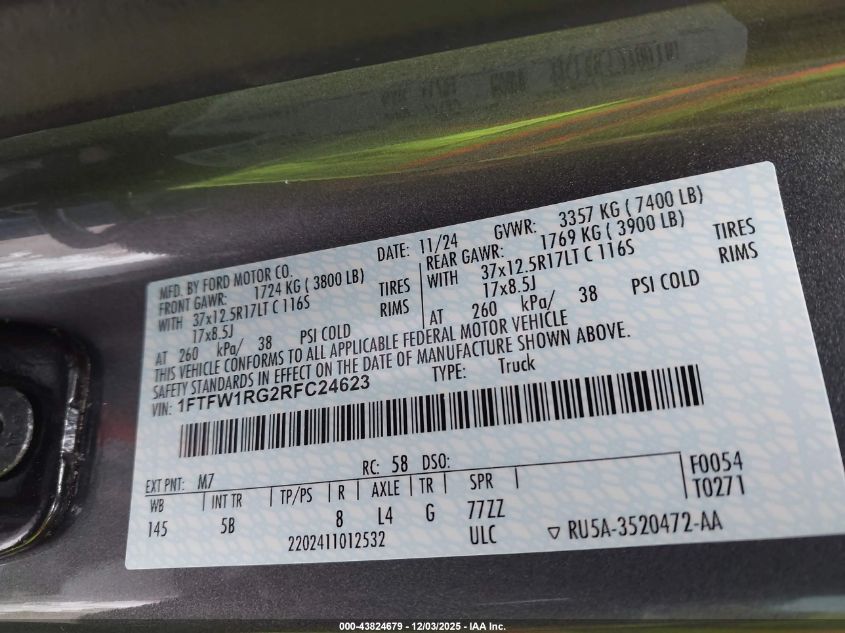 MFD. BY FORD MOTOR CO. DATE: 11/24 GVWR: 3357 KG ( 7400 LB)
FRONT GAWR: 1724 KG ( 3800 LB) REAR GAWR: 1769 KG ( 3900 LB)
WITH 37x12.5R17LT C 116S TIRES WITH 37x12.5R17LT C 116S TIRES
17x8.5J RIMS 17x8.5J RIMS
AT 260 kPa/ 38 PSI COLD AT 260 kPa/ 38 PSI COLD
THIS VEHICLE CONFORMS TO ALL APPLICABLE FEDERAL MOTOR VEHICLE
SAFETY STANDARDS IN EFFECT ON THE DATE OF MANUFACTURE SHOWN ABOVE.
VIN: 1FTFW1RG2RFC24623 TYPE: Truck
EXT PNT: M7 RC: 58 DSO: F0054
WB INT TR TP/PS R AXLE TR SPR T0271
145 5B 8 L4 G 77ZZ
2202411012532 ULC ▽ RU5A-3520472-AA
000-43824679 - 12/03/2025 - IAA Inc.